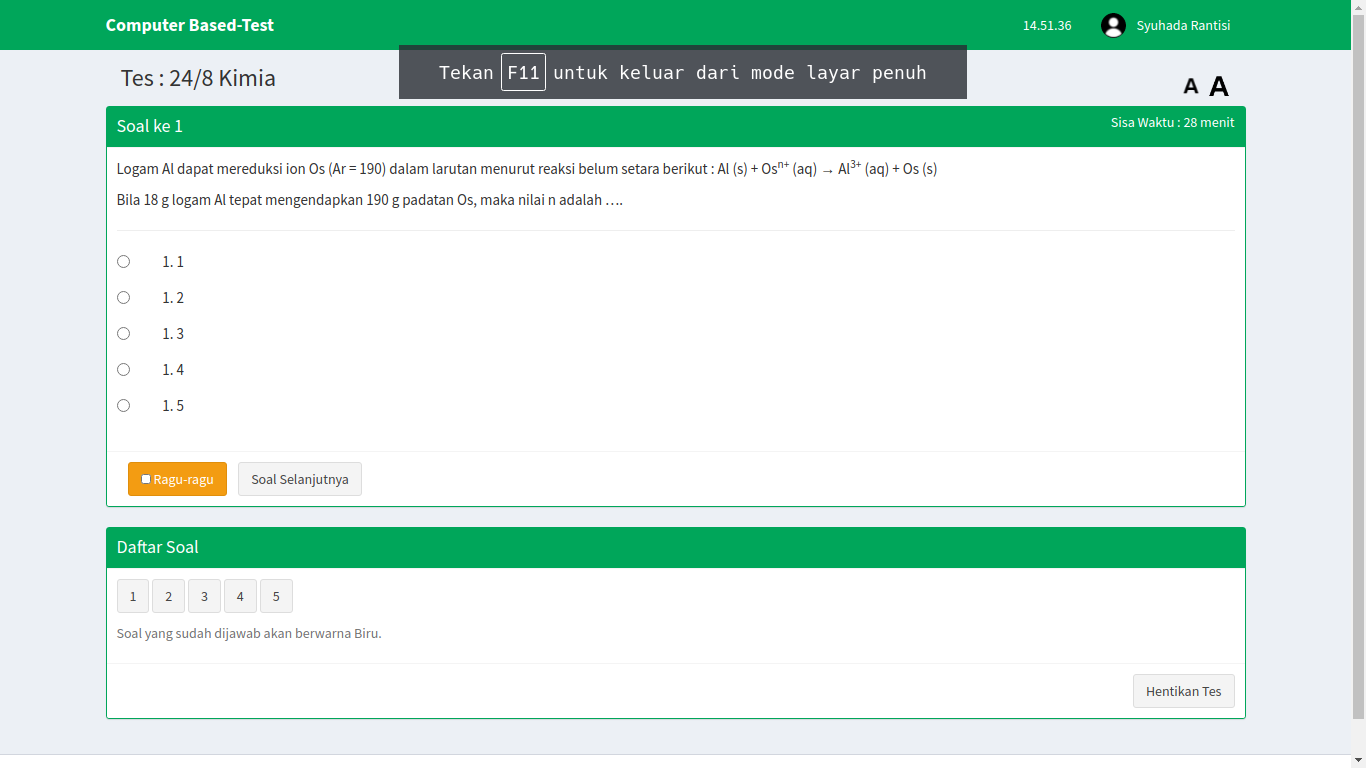 Computer Based-Test
14.51.36
Syuhada Rantisi
Tekan F11 untuk keluar dari mode layar penuh
Tes : 24/8 Kimia
A A
Soal ke 1
Sisa Waktu : 28 menit
Logam Al dapat mereduksi ion Os (Ar = 190) dalam larutan menurut reaksi belum setara berikut : Al (s) + Osⁿ⁺ (aq) → Al³⁺ (aq) + Os (s)
Bila 18 g logam Al tepat mengendapkan 190 g padatan Os, maka nilai n adalah ….
1. 1
1. 2
1. 3
1. 4
1. 5
Ragu-ragu
Soal Selanjutnya
Daftar Soal
1 2 3 4 5
Soal yang sudah dijawab akan berwarna Biru.
Hentikan Tes